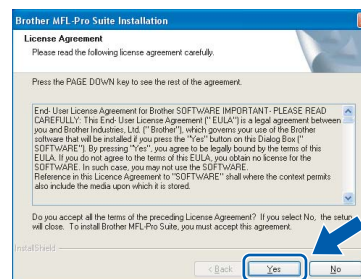 Brother MFL-Pro Suite Installation
License Agreement
Please read the following license agreement carefully.
Press the PAGE DOWN key to see the rest of the agreement.
End- User License Agreement for Brother SOFTWARE IMPORTANT- PLEASE READ
CAREFULLY: This End- User License Agreement (" EULA") is a legal agreement between
you and Brother Industries, Ltd. (" Brother"), which governs your use of the Brother
software that will be installed if you press the "Yes" button on this Dialog Box ("
SOFTWARE"). By pressing "Yes", you agree to be legally bound by the terms of this
EULA. If you do not agree to the terms of this EULA, you obtain no license for the
SOFTWARE. In such case, you may not use the SOFTWARE.
Reference in this Licence Agreement to "SOFTWARE" shall where the context permits
also include the media upon which it is stored.
Do you accept all the terms of the preceding License Agreement? If you select No, the setup
will close. To install Brother MFL-Pro Suite, you must accept this agreement.
InstallShield
< Back
Yes
No